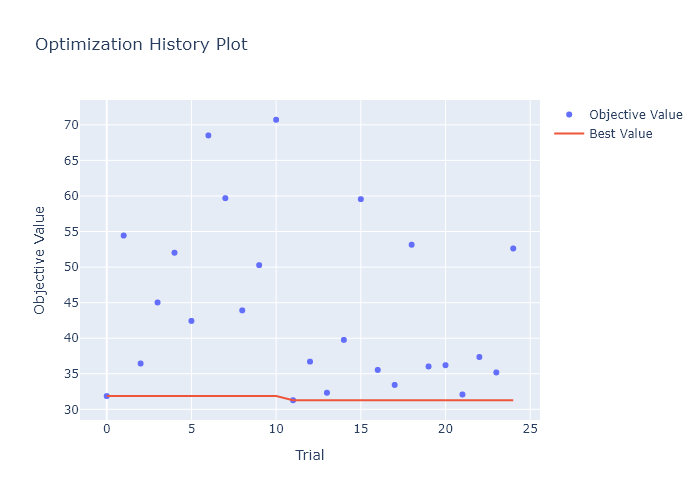 Optimization History Plot
Objective Value
Best Value
70
65
60
55
50
45
40
35
30
Objective Value
0 5 10 15 20 25
Trial